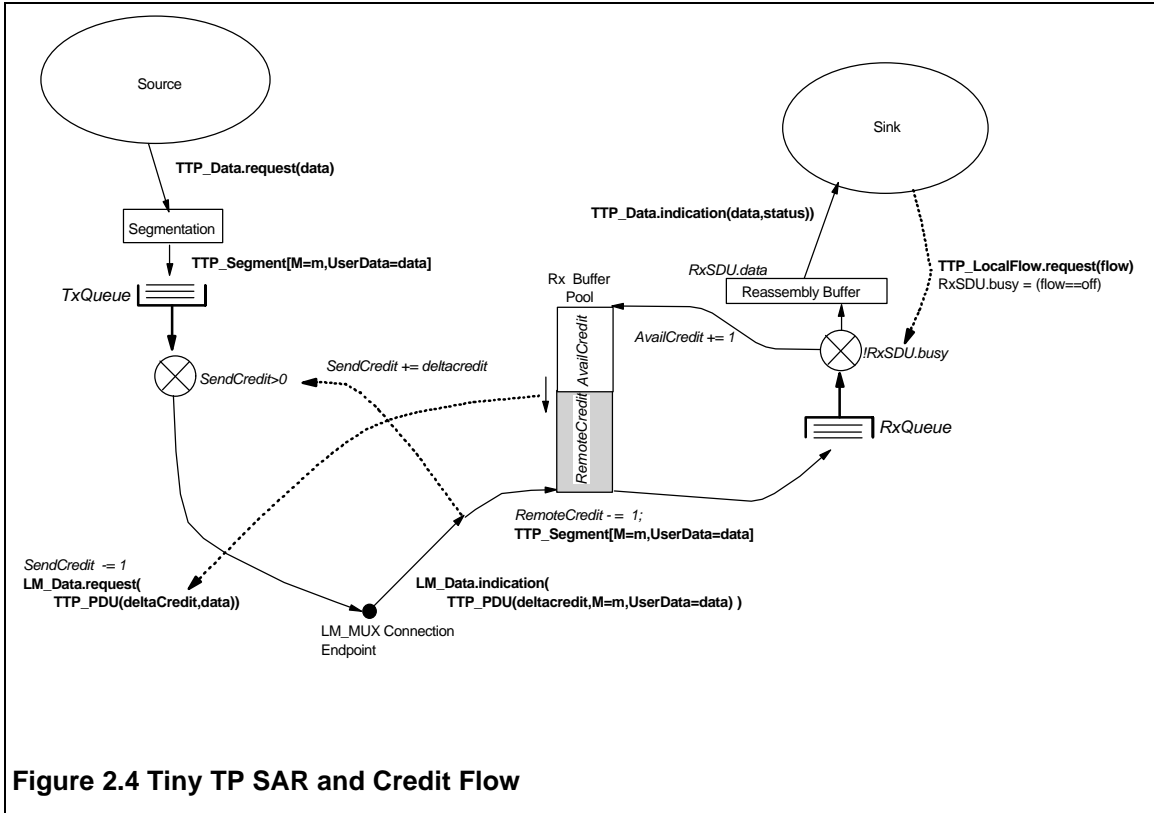 Source
TTP_Data.request(data)
Segmentation
TTP_Segment[M=m,UserData=data]
TxQueue
SendCredit>0
SendCredit += deltacredit
Sink
TTP_Data.indication(data,status))
TTP_LocalFlow.request(flow)
RxSDU.busy = (flow==off)
RxSDU.data
Reassembly Buffer
Rx Buffer
Pool
AvailCredit
RemoteCredit
AvailCredit += 1
!RxSDU.busy
RxQueue
RemoteCredit - = 1;
TTP_Segment[M=m,UserData=data]
SendCredit -= 1
LM_Data.request(
TTP_PDU(deltaCredit,data))
LM_Data.indication(
TTP_PDU(deltacredit,M=m,UserData=data) )
LM_MUX Connection
Endpoint
Figure 2.4 Tiny TP SAR and Credit Flow